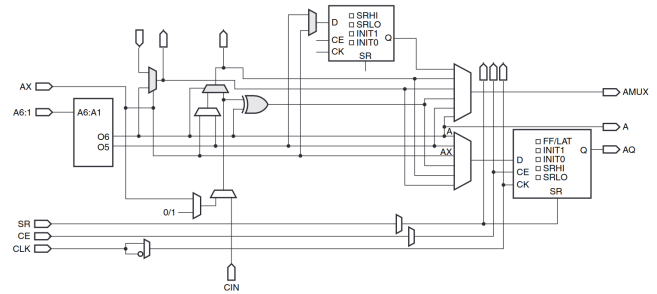 □ SRHI
D □ SRLO Q
□ INIT1
CE □ INIT0
CK
SR
AX
A6:1
A6:A1
O6
O5
A
AX
AMUX
A
□ FF/LAT
□ INIT1 Q AQ
D □ INIT0
CE □ SRHI
□ SRLO
CK
SR
0/1
SR
CE
CLK
CIN